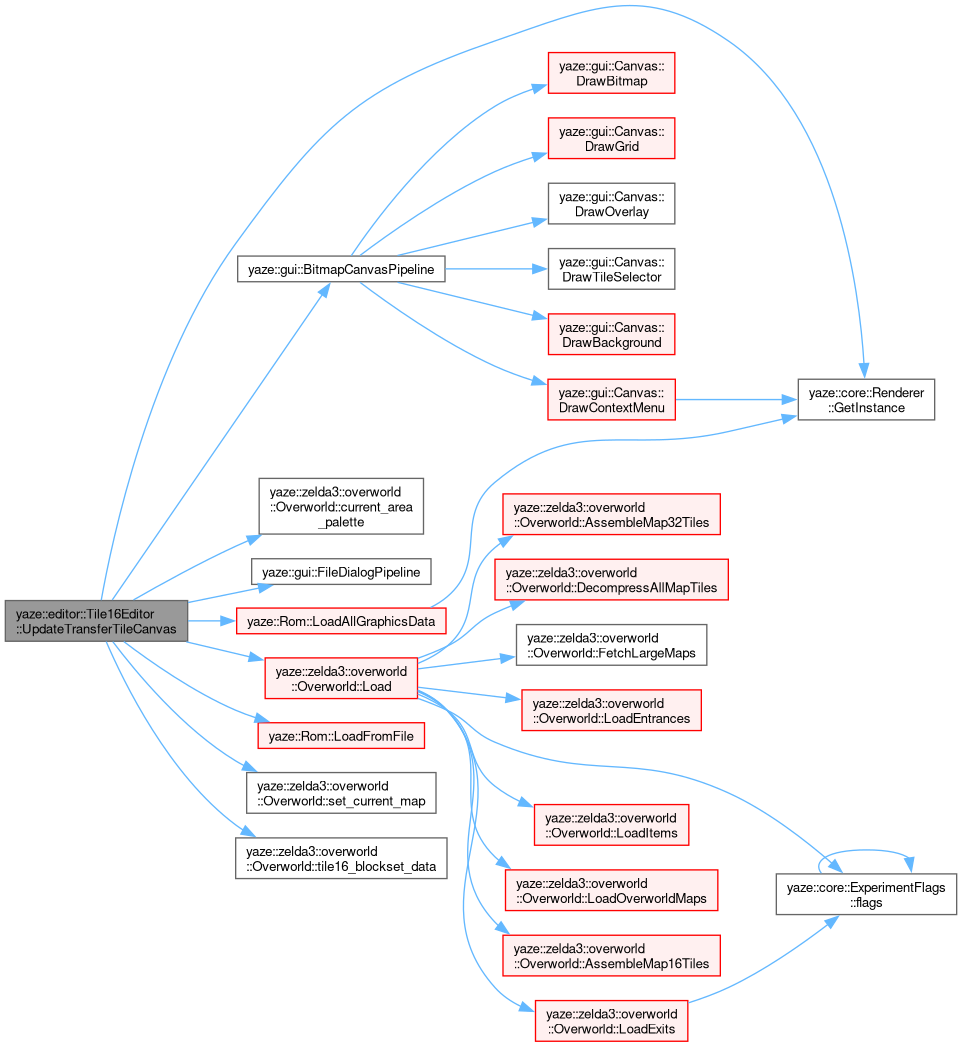 yaze::editor::Tile16Editor
::UpdateTransferTileCanvas
yaze::gui::BitmapCanvasPipeline
yaze::zelda3::overworld
::Overworld::current_area
_palette
yaze::gui::FileDialogPipeline
yaze::Rom::LoadAllGraphicsData
yaze::zelda3::overworld
::Overworld::Load
yaze::Rom::LoadFromFile
yaze::zelda3::overworld
::Overworld::set_current_map
yaze::zelda3::overworld
::Overworld::tile16_blockset_data
yaze::gui::Canvas::
DrawBitmap
yaze::gui::Canvas::
DrawGrid
yaze::gui::Canvas::
DrawOverlay
yaze::gui::Canvas::
DrawTileSelector
yaze::gui::Canvas::
DrawBackground
yaze::gui::Canvas::
DrawContextMenu
yaze::zelda3::overworld
::Overworld::AssembleMap32Tiles
yaze::zelda3::overworld
::Overworld::DecompressAllMapTiles
yaze::zelda3::overworld
::Overworld::FetchLargeMaps
yaze::zelda3::overworld
::Overworld::LoadEntrances
yaze::zelda3::overworld
::Overworld::LoadItems
yaze::zelda3::overworld
::Overworld::LoadOverworldMaps
yaze::zelda3::overworld
::Overworld::AssembleMap16Tiles
yaze::zelda3::overworld
::Overworld::LoadExits
yaze::core::Renderer
::GetInstance
yaze::core::ExperimentFlags
::flags